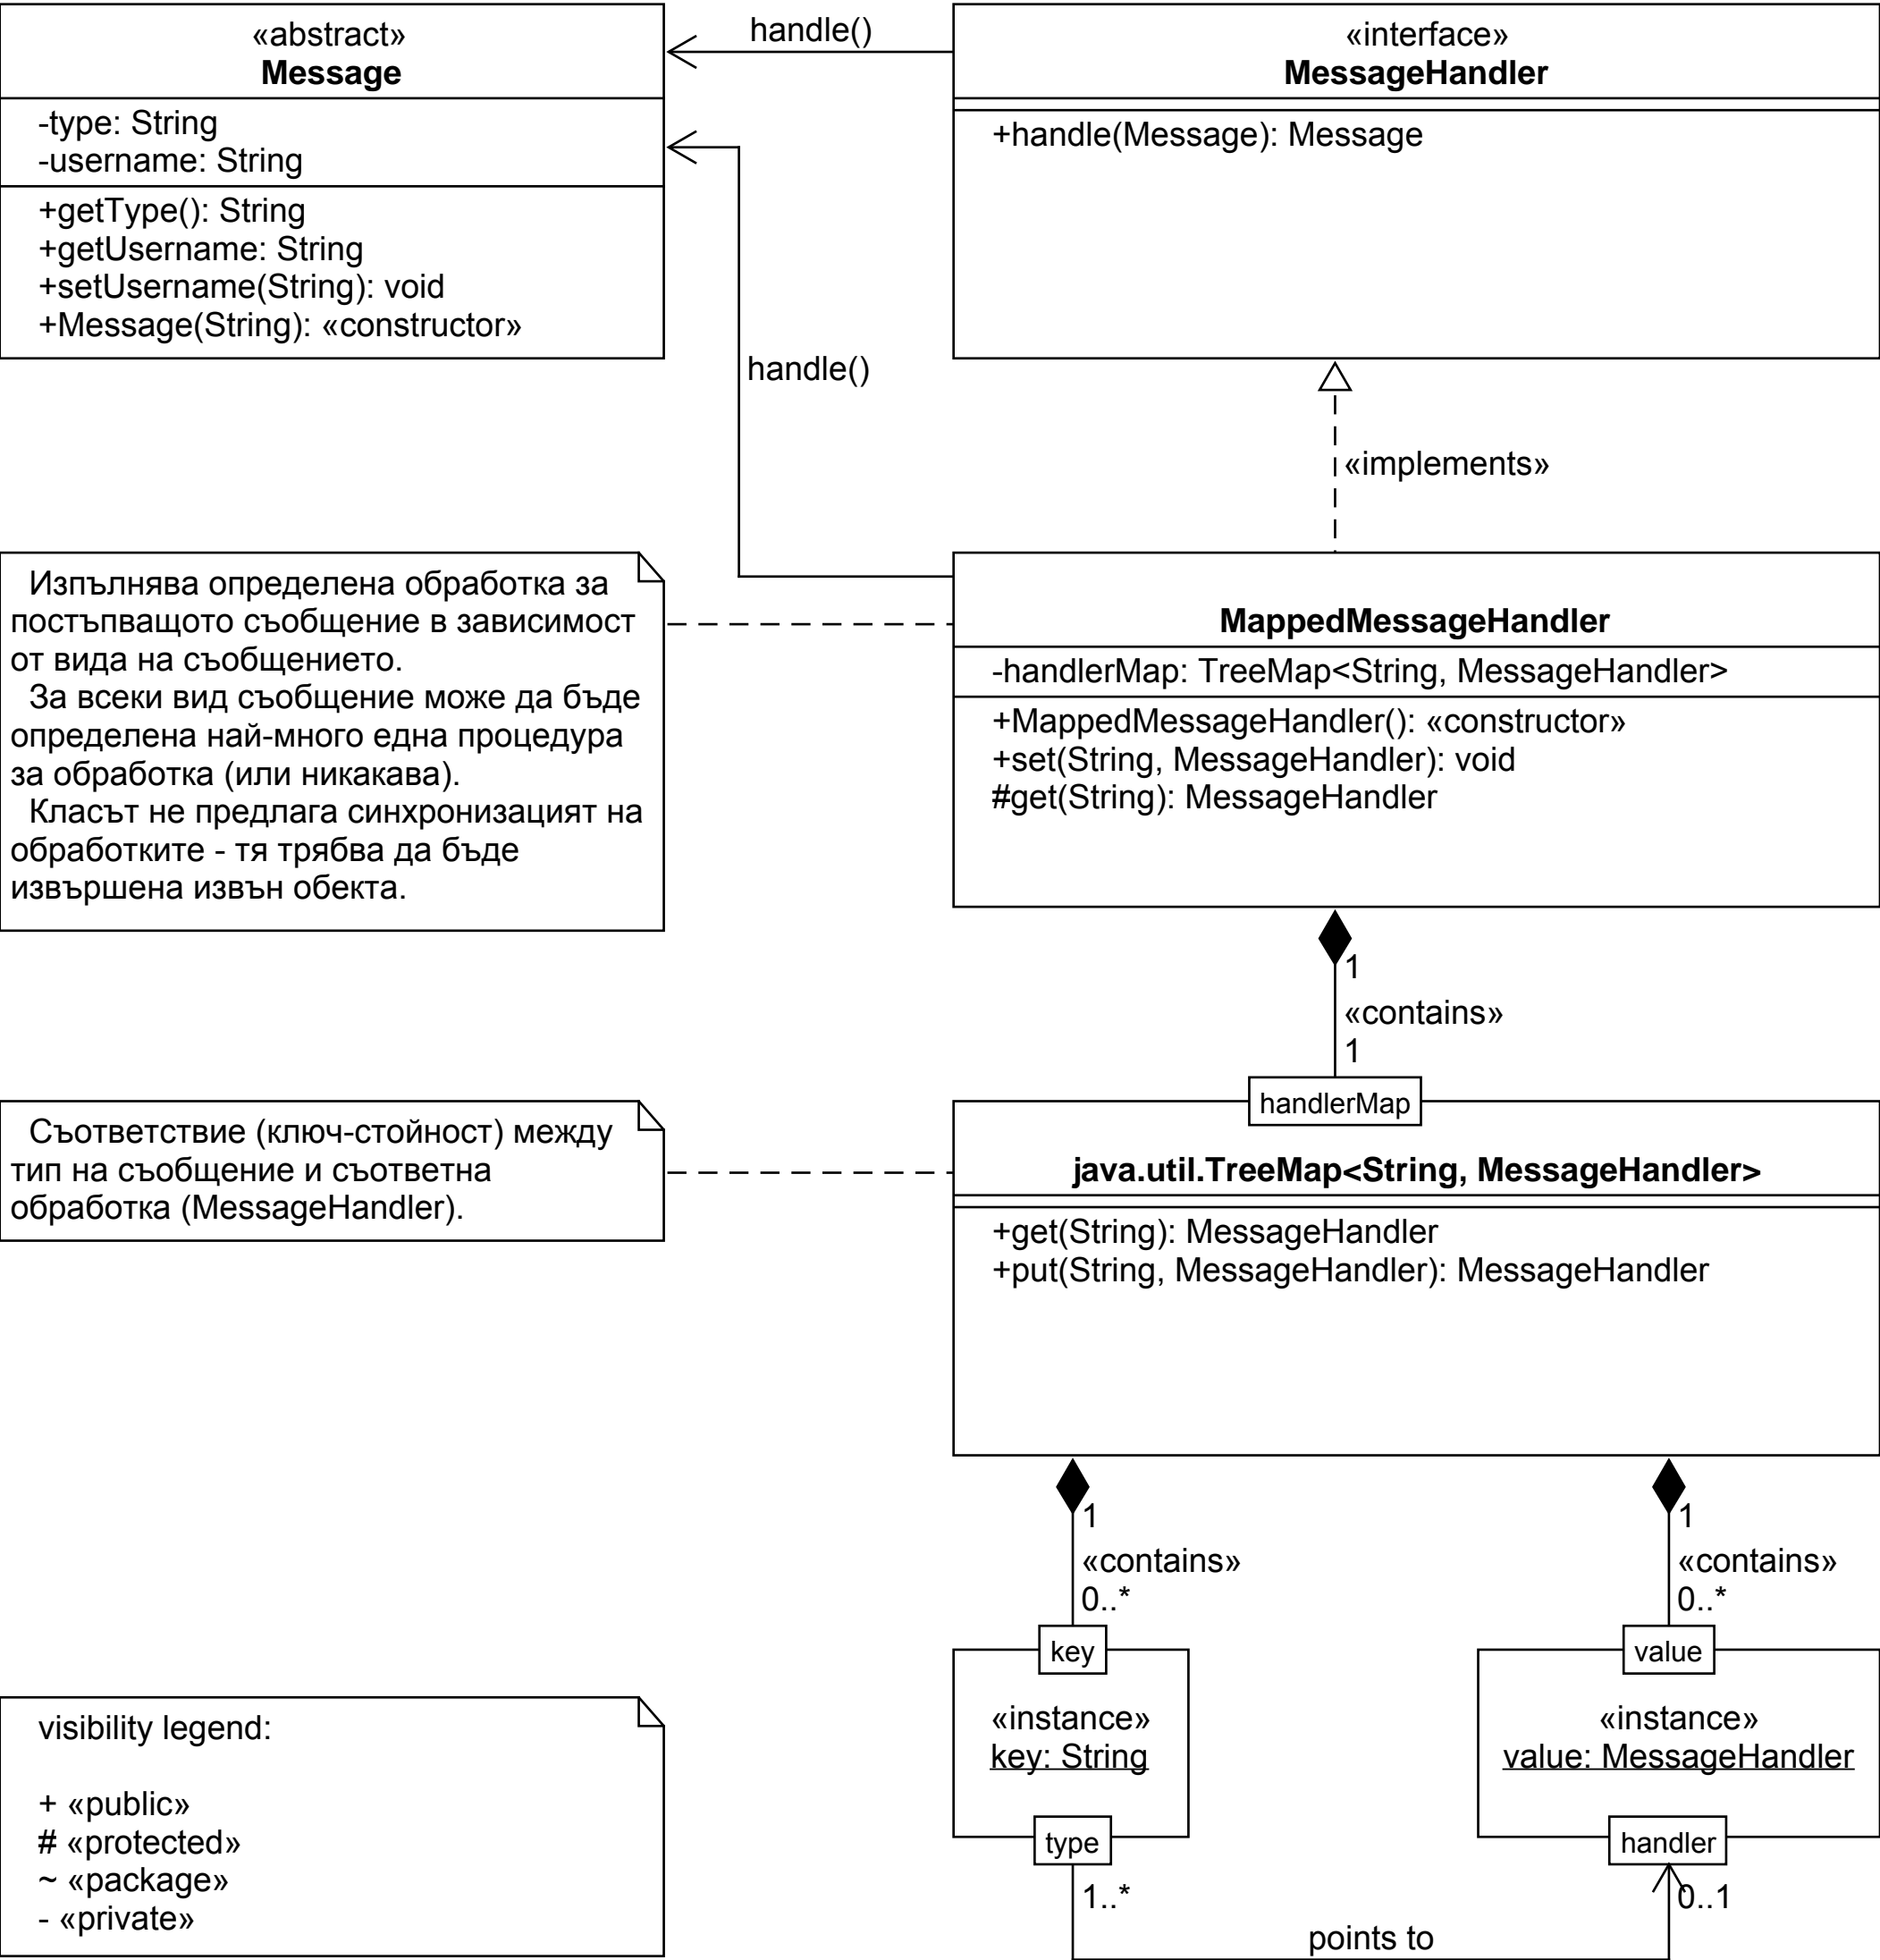 «abstract»
Message
-type: String
-username: String
+getType(): String
+getUsername: String
+setUsername(String): void
+Message(String): «constructor»
handle()
«interface»
MessageHandler
+handle(Message): Message
handle()
«implements»
Изпълнява определена обработка за
постъпващото съобщение в зависимост
от вида на съобщението.
За всеки вид съобщение може да бъде
определена най-много една процедура
за обработка (или никакава).
Класът не предлага синхронизацият на
обработките - тя трябва да бъде
извършена извън обекта.
MappedMessageHandler
-handlerMap: TreeMap<String, MessageHandler>
+MappedMessageHandler(): «constructor»
+set(String, MessageHandler): void
#get(String): MessageHandler
1
«contains»
1
handlerMap
Съответствие (ключ-стойност) между
тип на съобщение и съответна
обработка (MessageHandler).
java.util.TreeMap<String, MessageHandler>
+get(String): MessageHandler
+put(String, MessageHandler): MessageHandler
1
«contains»
0..*
key
«instance»
key: String
type
1..*
1
«contains»
0..*
value
«instance»
value: MessageHandler
handler
0..1
points to
visibility legend:
+ «public»
# «protected»
~ «package»
- «private»